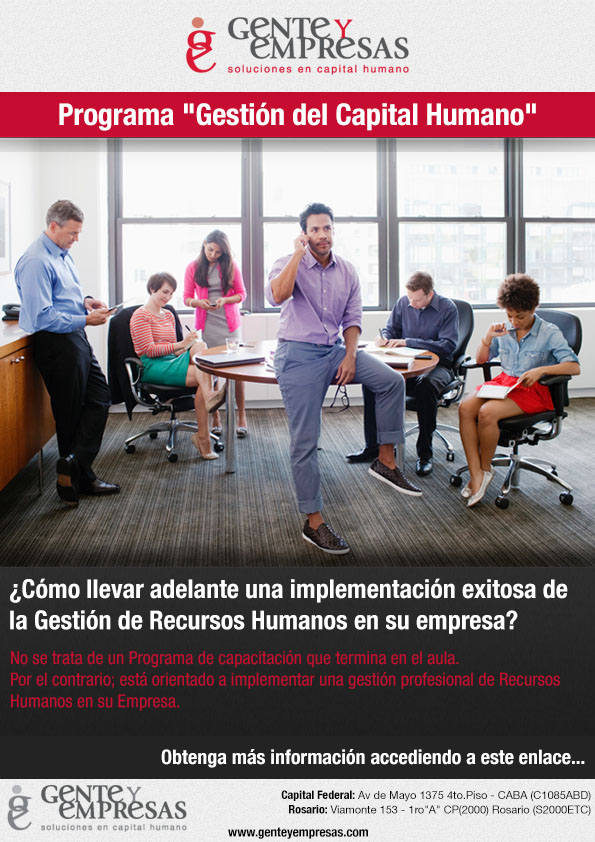 GENTE Y
EMPRESAS
soluciones en capital humano
Programa "Gestión del Capital Humano"
¿Cómo llevar adelante una implementación exitosa de
la Gestión de Recursos Humanos en su empresa?
No se trata de un Programa de capacitación que termina en el aula.
Por el contrario; está orientado a implementar una gestión profesional de Recursos
Humanos en su Empresa.
Obtenga más información accediendo a este enlace...
GENTE Y
EMPRESAS
soluciones en capital humano
Capital Federal: Av de Mayo 1375 4to.Piso - CABA (C1085ABD)
Rosario: Viamonte 153 - 1ro"A" CP(2000) Rosario (S2000ETC)
www.genteyempresas.com